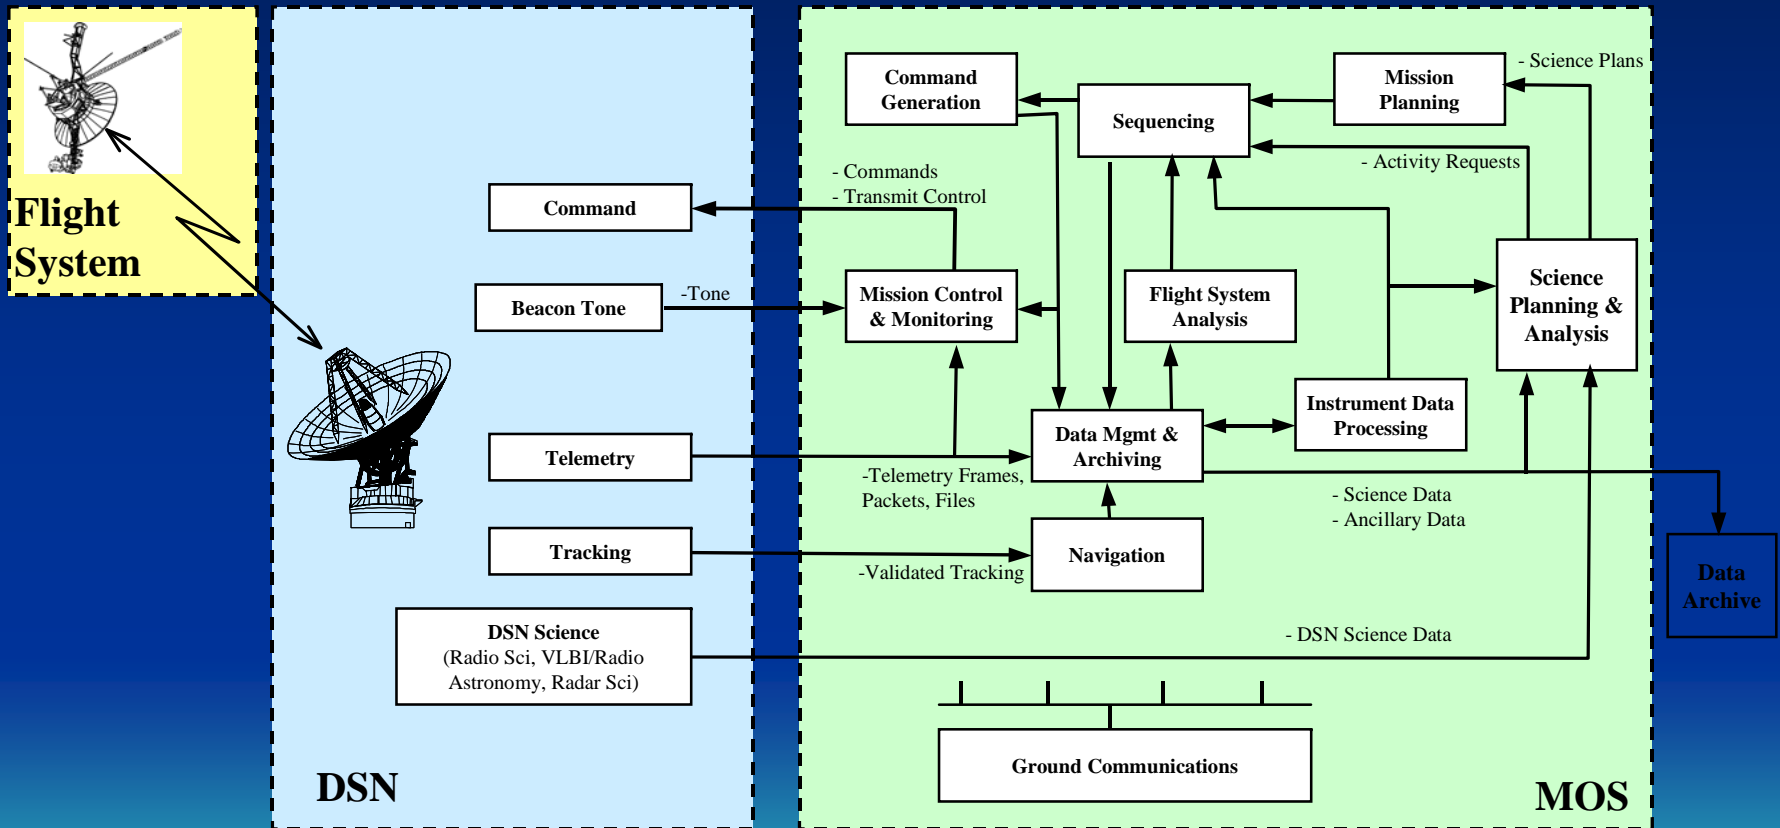 Flight
System
DSN
Command
Beacon Tone
Telemetry
Tracking
DSN Science
(Radio Sci, VLBI/Radio
Astronomy, Radar Sci)
- Commands
- Transmit Control
-Tone
-Telemetry Frames,
Packets, Files
-Validated Tracking
Command
Generation
Sequencing
Mission
Planning
- Science Plans
- Activity Requests
Mission Control
& Monitoring
Flight System
Analysis
Science
Planning &
Analysis
Instrument Data
Processing
Data Mgmt &
Archiving
- Science Data
- Ancillary Data
Navigation
- DSN Science Data
Ground Communications
MOS
Data
Archive